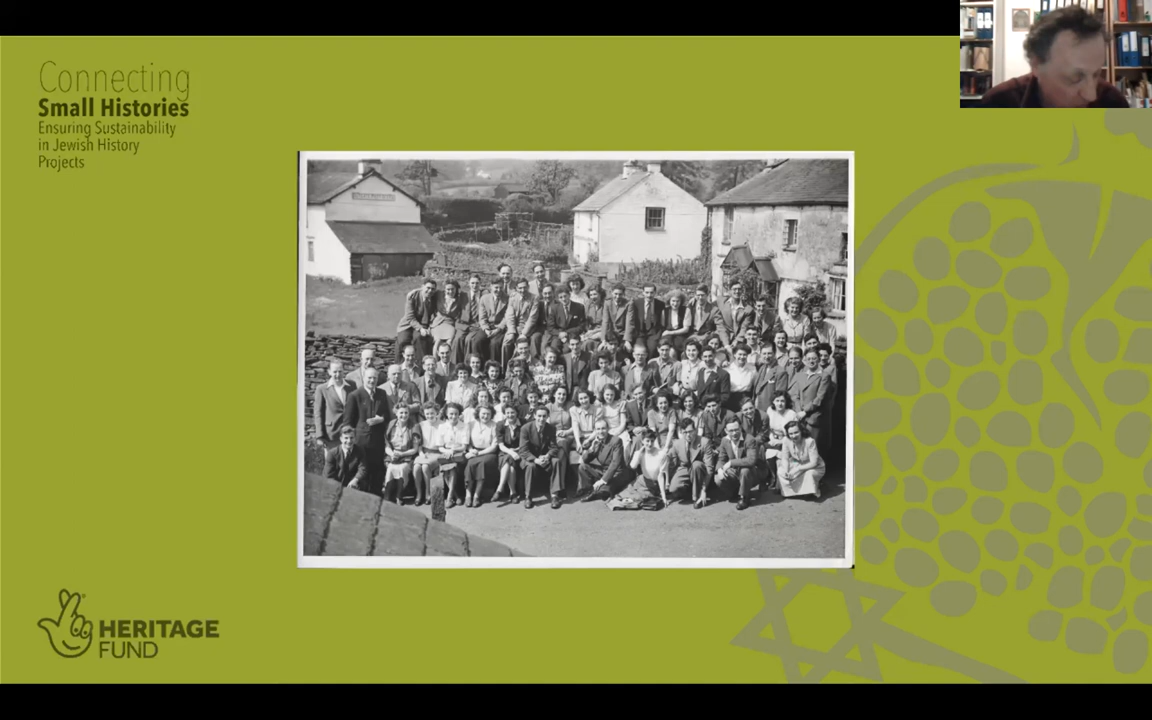 Connecting
Small Histories
Ensuring Sustainability
in Jewish History
Projects
HERITAGE
FUND